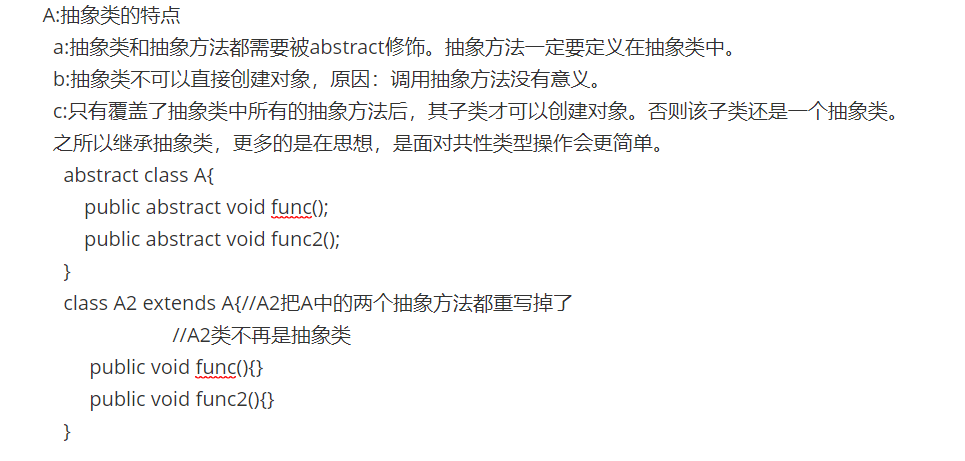 A:抽象类的特点
a:抽象类和抽象方法都需要被abstract修饰。抽象方法一定要定义在抽象类中。
b:抽象类不可以直接创建对象，原因：调用抽象方法没有意义。
c:只有覆盖了抽象类中所有的抽象方法后，其子类才可以创建对象。否则该子类还是一个抽象类。
之所以继承抽象类，更多的是在思想，是面对共性类型操作会更简单。
abstract class A{
public abstract void func();
public abstract void func2();
}
class A2 extends A{//A2把A中的两个抽象方法都重写掉了
//A2类不再是抽象类
public void func(){}
public void func2(){}
}